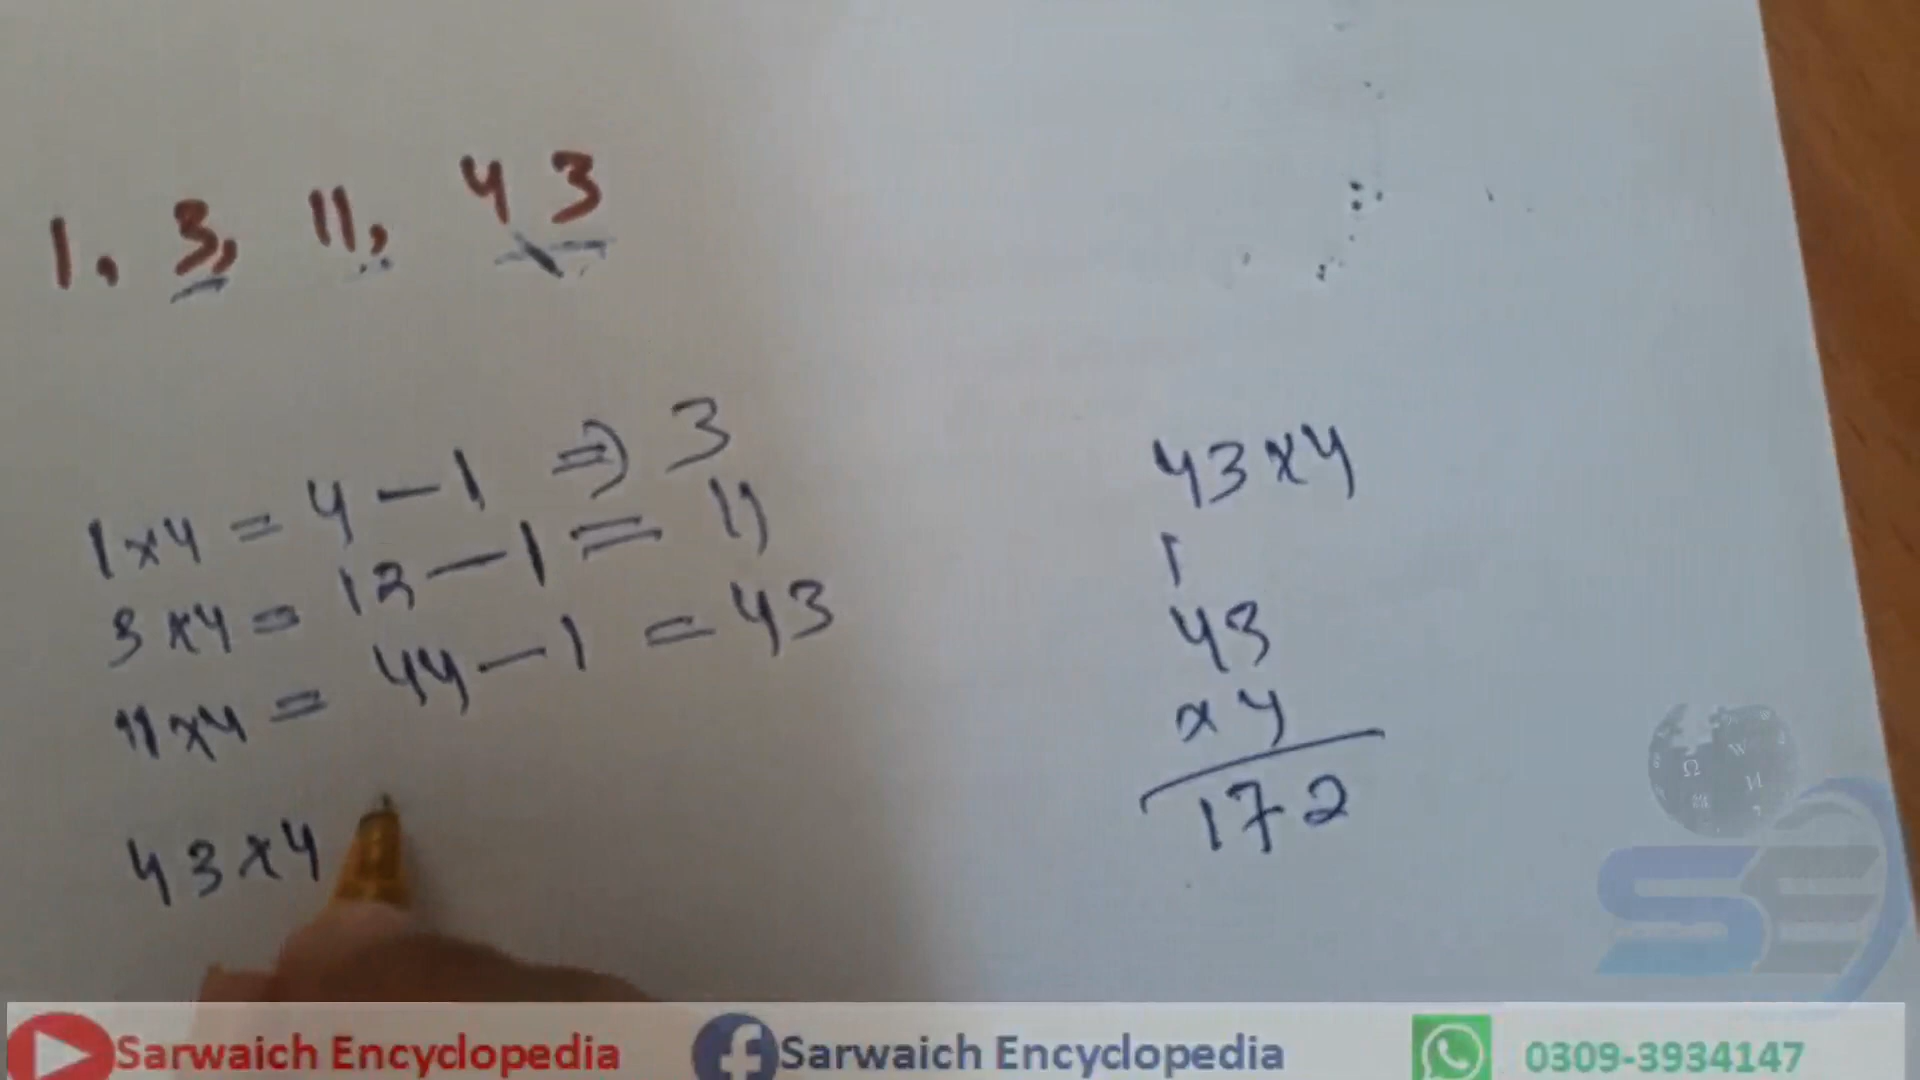 1, 3, 11, 43
1x4 = 4 - 1 ⇒ 3
3x4 = 12 - 1 = 11
11x4 = 44 - 1 = 43
43x4
43x4
1
43
x4
172
Sarwaich Encyclopedia
Sarwaich Encyclopedia
0309-3934147
SE